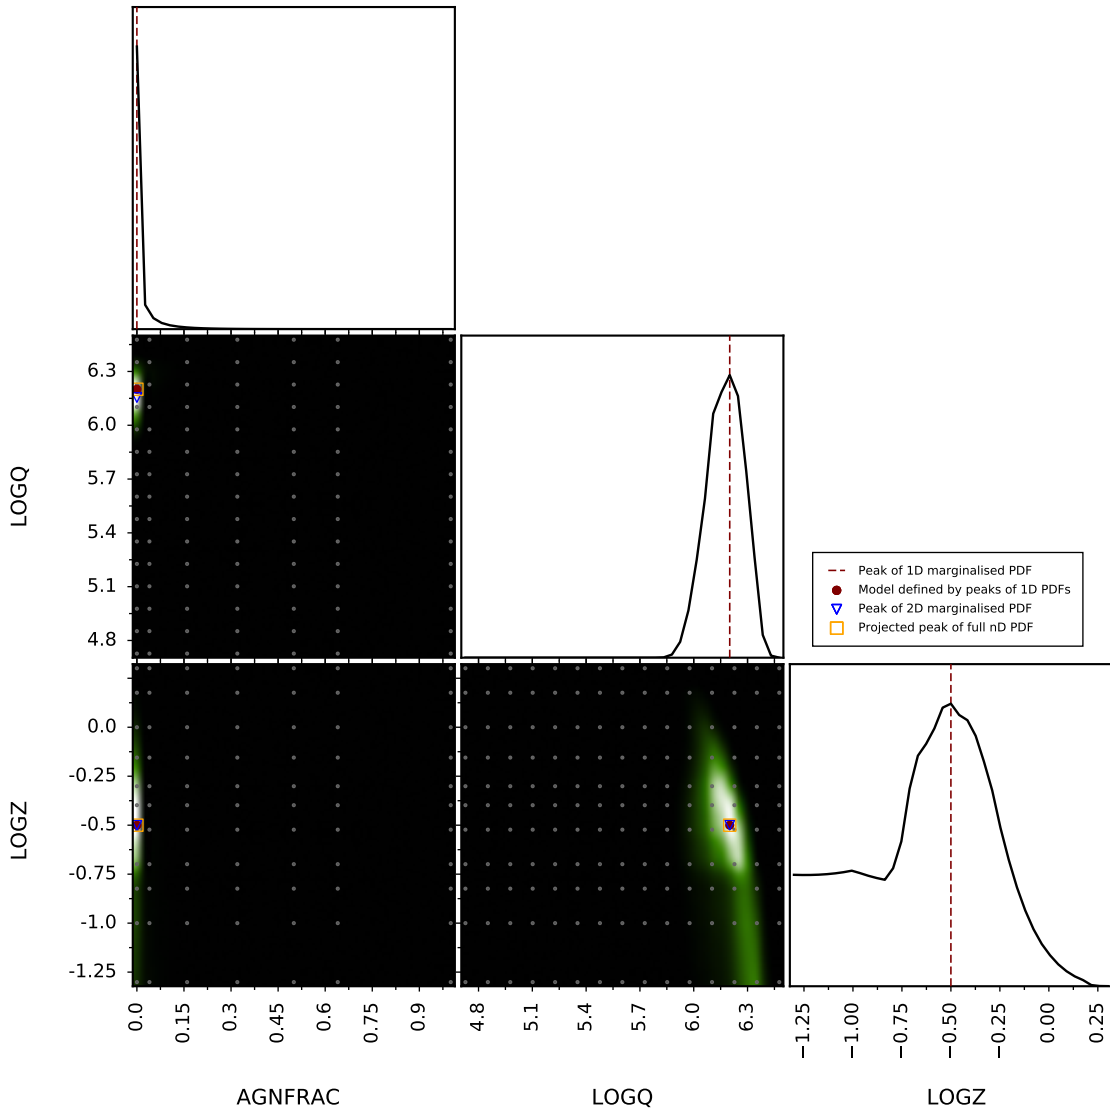 6.3
6.0
5.7
5.4
5.1
4.8
LOGQ
Peak of 1D marginalised PDF
Model defined by peaks of 1D PDFs
Peak of 2D marginalised PDF
Projected peak of full nD PDF
0.0
-0.25
-0.5
-0.75
-1.0
-1.25
LOGZ
0.0 0.15 0.3 0.45 0.6 0.75 0.9
4.8 5.1 5.4 5.7 6.0 6.3
−1.25 −1.00 −0.75 −0.50 −0.25 0.00 0.25
AGNFRAC LOGQ LOGZ